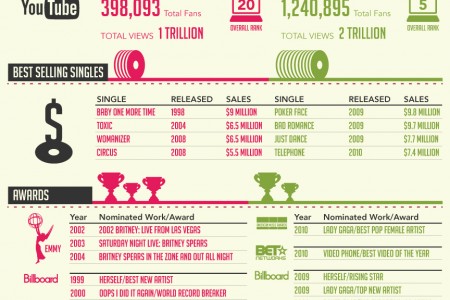 YouTube 398,093 Total Fans 20 1,240,895 Total Fans 5
OVERALL RANK OVERALL RANK
TOTAL VIEWS 1 TRILLION TOTAL VIEWS 2 TRILLION
BEST SELLING SINGLES
SINGLE RELEASED SALES SINGLE RELEASED SALES
BABY ONE MORE TIME 1998 $9 MILLION POKER FACE 2009 $9.8 MILLION
TOXIC 2004 $6.5 MILLION BAD ROMANCE 2009 $9.7 MILLION
WOMANIZER 2008 $6.5 MILLION JUST DANCE 2009 $7.7 MILLION
CIRCUS 2008 $5.5 MILLION TELEPHONE 2010 $7.4 MILLION
$
AWARDS
Year Nominated Work/Award Year Nominated Work/Award
2002 2002 BRITNEY: LIVE FROM LAS VEGAS 2010 LADY GAGA/BEST POP FEMALE ARTIST
EMMY 2003 SATURDAY NIGHT LIVE: BRITNEY SPEARS
2004 BRITNEY SPEARS IN THE ZONE AND OUT ALL NIGHT BET NETWORKS 2010 VIDEO PHONE/BEST VIDEO OF THE YEAR
Billboard 1999 HERSELF/BEST NEW ARTIST Billboard 2009 HERSELF/RISING STAR
2000 OOPS I DID IT AGAIN/WORLD RECORD BREAKER 2009 LADY GAGA/TOP NEW ARTIST